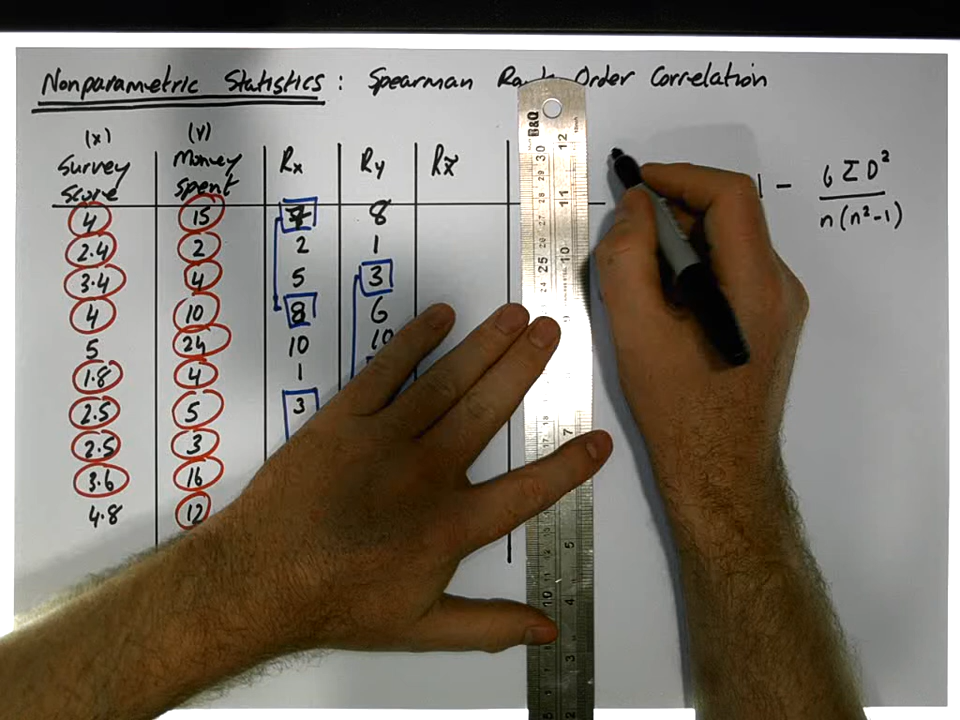 Nonparametric Statistics : Spearman Rank Order Correlation
(x) (y)
Survey score Money spent Rx Ry Rx̄
4 15 7 8
2.4 2 2 1
3.4 4 5 3
4 10 8 6
5 24 10 10
1.8 4 1
2.5 5 3
2.5 3
3.6 16
4.8 12
1 - 6ΣD²
n(n²-1)
B&Q